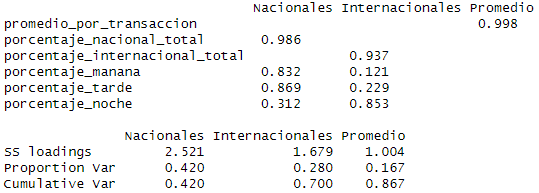 Nacionales Internacionales Promedio
promedio_por_transaccion 0.998
porcentaje_nacional_total 0.986
porcentaje_internacional_total 0.937
porcentaje_manana 0.832 0.121
porcentaje_tarde 0.869 0.229
porcentaje_noche 0.312 0.853
Nacionales Internacionales Promedio
SS loadings 2.521 1.679 1.004
Proportion Var 0.420 0.280 0.167
Cumulative Var 0.420 0.700 0.867